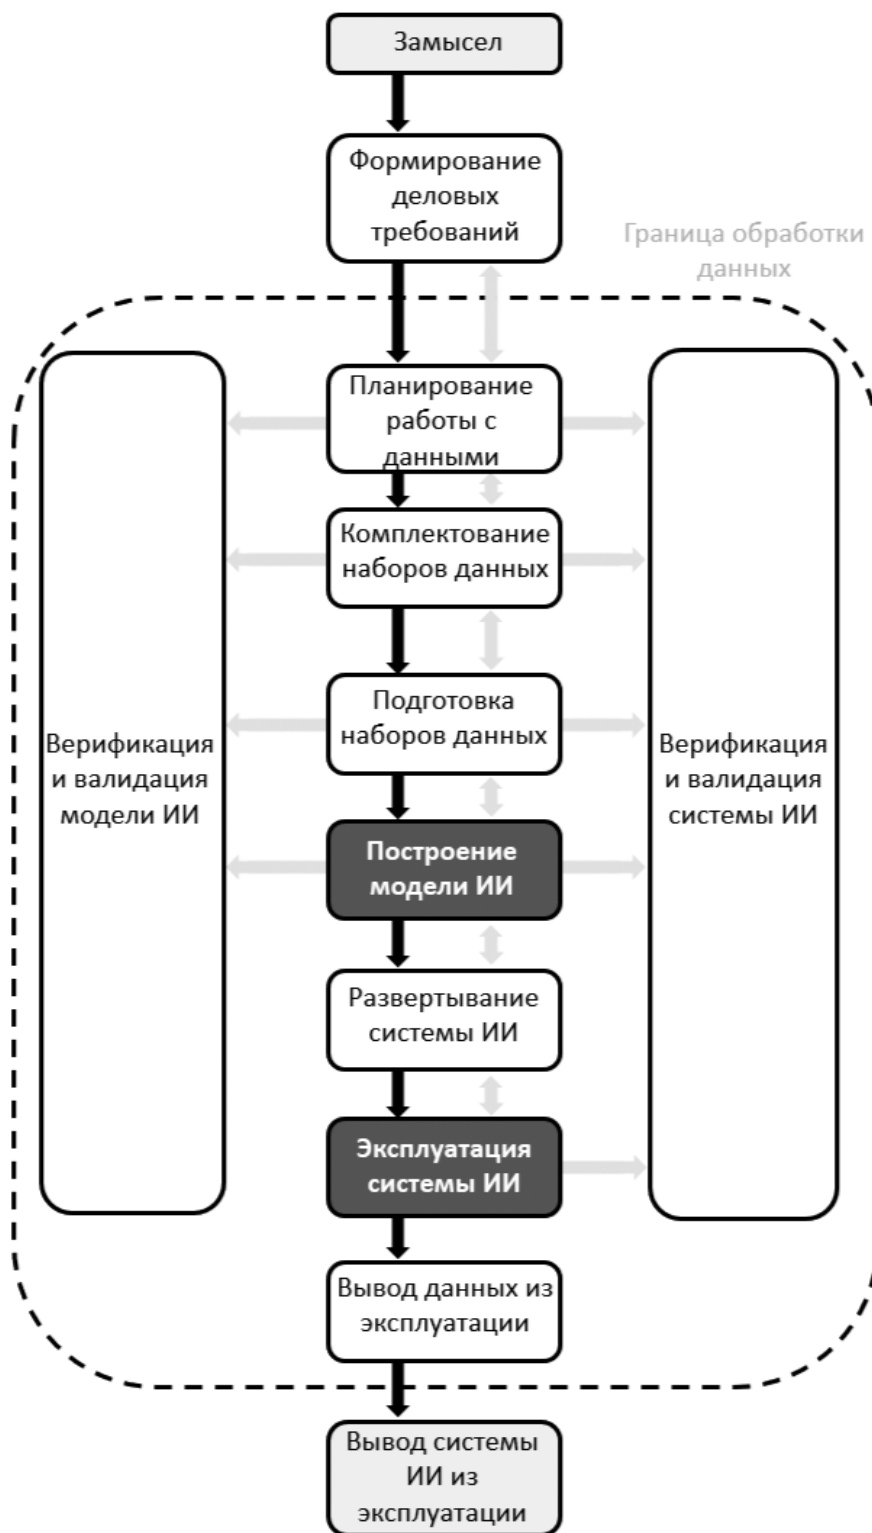 Замысел
Формирование
деловых
требований
Граница обработки
данных
Планирование
работы с
данными
Комплектование
наборов данных
Подготовка
наборов данных
Верификация
и валидация
модели ИИ
Верификация
и валидация
системы ИИ
Построение
модели ИИ
Развертывание
системы ИИ
Эксплуатация
системы ИИ
Вывод данных из
эксплуатации
Вывод системы
ИИ из
эксплуатации